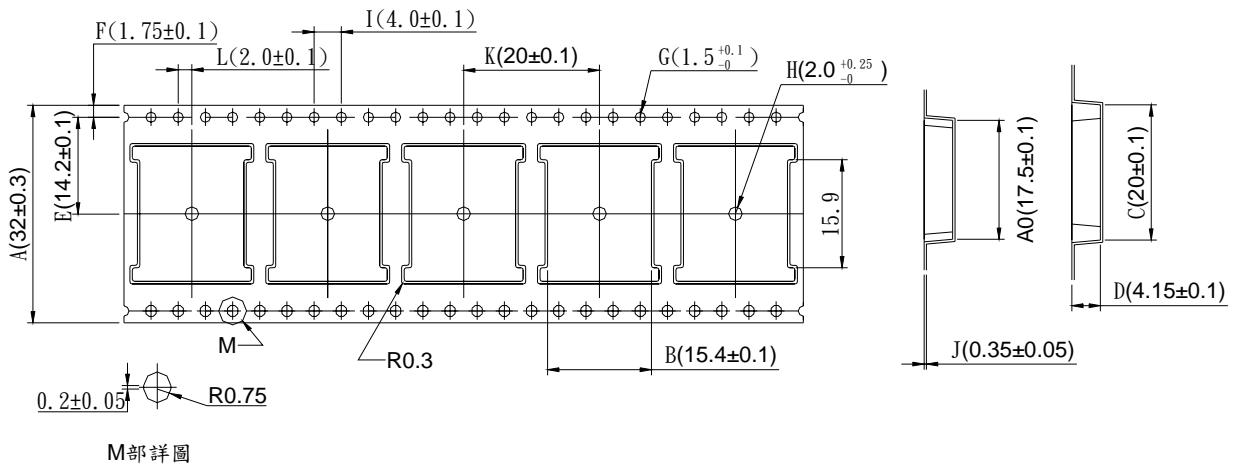 F(1.75±0.1)
I(4.0±0.1)
L(2.0±0.1)
K(20±0.1)
G(1.5 +0.1 -0)
H(2.0 +0.25 -0)
A(32±0.3)
E(14.2±0.1)
15.9
A0(17.5±0.1)
C(20±0.1)
D(4.15±0.1)
M
R0.3
B(15.4±0.1)
J(0.35±0.05)
0.2±0.05
R0.75
M部詳圖